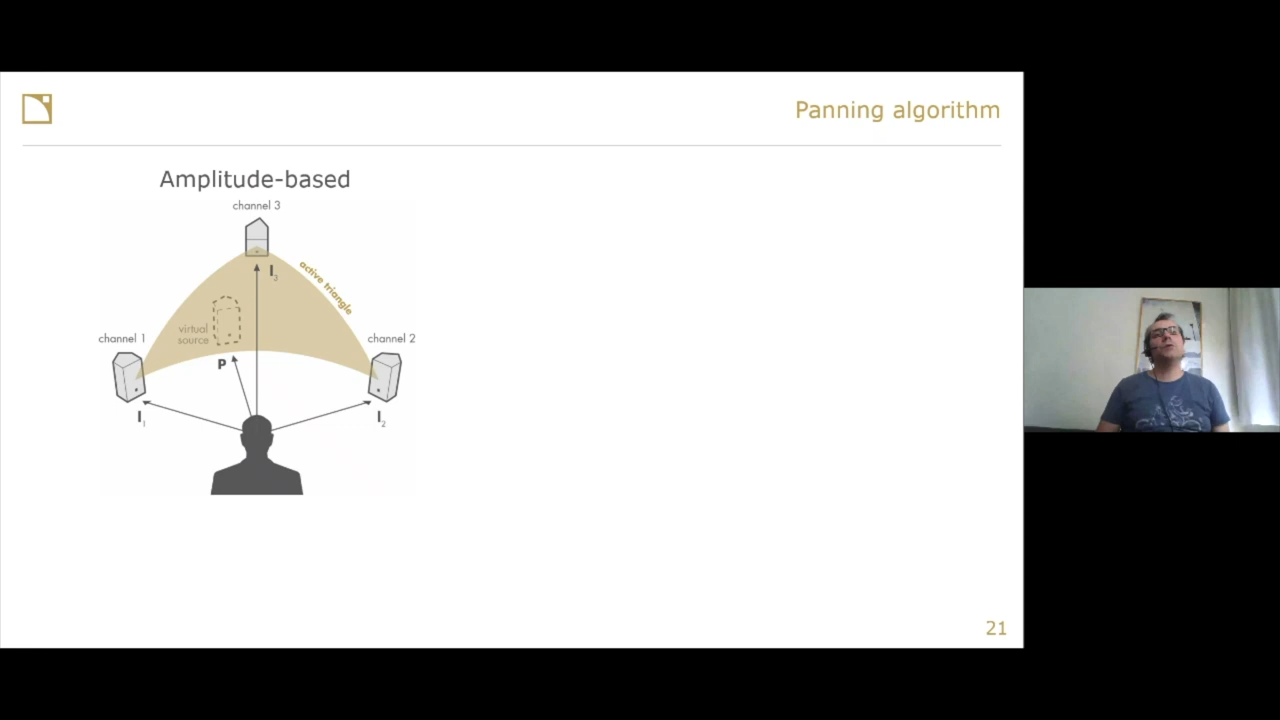 Panning algorithm
Amplitude-based
channel 3
I3
active triangle
virtual
source
channel 1
channel 2
P
I1
I2
21